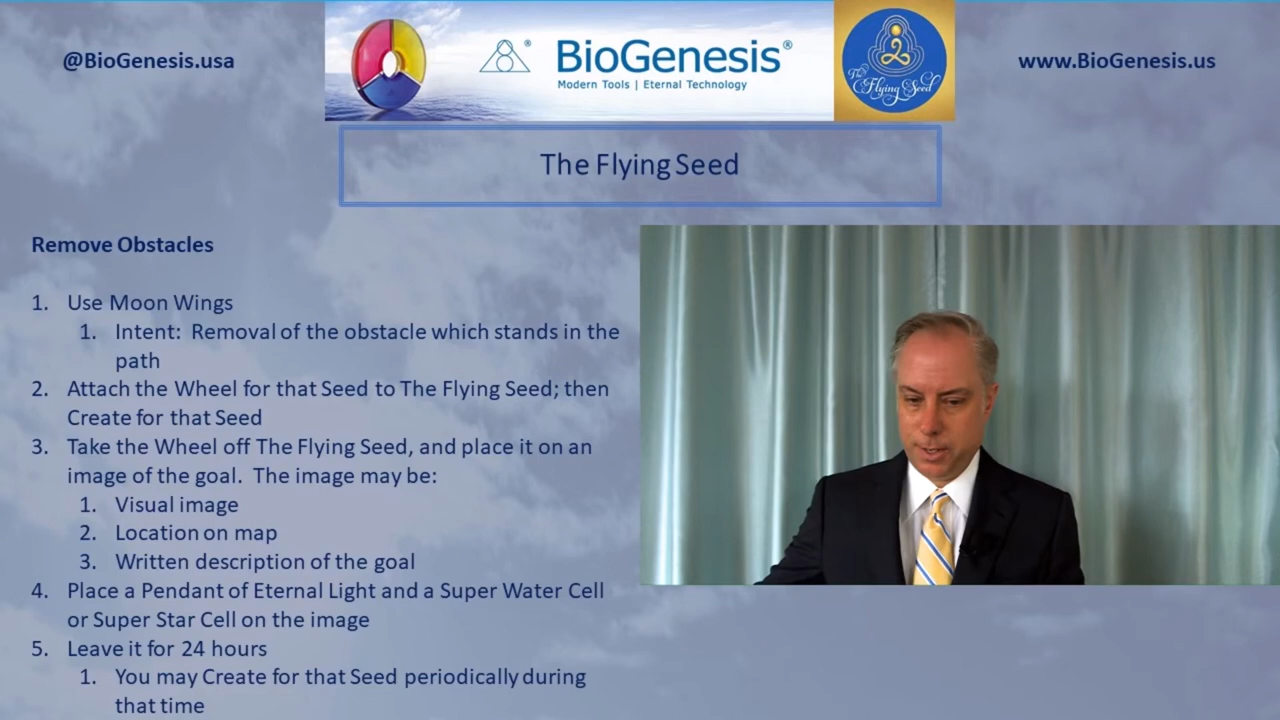 @BioGenesis.usa
BioGenesis®
Modern Tools | Eternal Technology
The Flying Seed
www.BioGenesis.us
The Flying Seed
Remove Obstacles
1. Use Moon Wings
1. Intent: Removal of the obstacle which stands in the
path
2. Attach the Wheel for that Seed to The Flying Seed; then
Create for that Seed
3. Take the Wheel off The Flying Seed, and place it on an
image of the goal. The image may be:
1. Visual image
2. Location on map
3. Written description of the goal
4. Place a Pendant of Eternal Light and a Super Water Cell
or Super Star Cell on the image
5. Leave it for 24 hours
1. You may Create for that Seed periodically during
that time